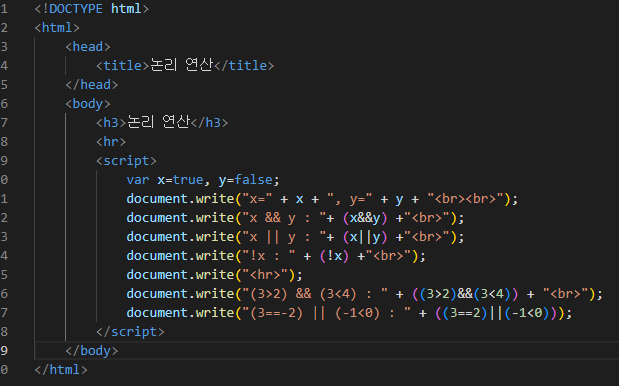 1 <!DOCTYPE html>
2 <html>
3 <head>
4 <title>논리 연산</title>
5 </head>
6 <body>
7 <h3>논리 연산</h3>
8 <hr>
9 <script>
0 var x=true, y=false;
1 document.write("x=" + x + ", y=" + y + "<br><br>");
2 document.write("x && y : "+ (x&&y) +"<br>");
3 document.write("x || y : "+ (x||y) +"<br>");
4 document.write("!x : " + (!x) +"<br>");
5 document.write("<hr>");
6 document.write("(3>2) && (3<4) : " + ((3>2)&&(3<4)) + "<br>");
7 document.write("(3==-2) || (-1<0) : " + ((3==2)||(-1<0)));
8 </script>
9 </body>
0 </html>